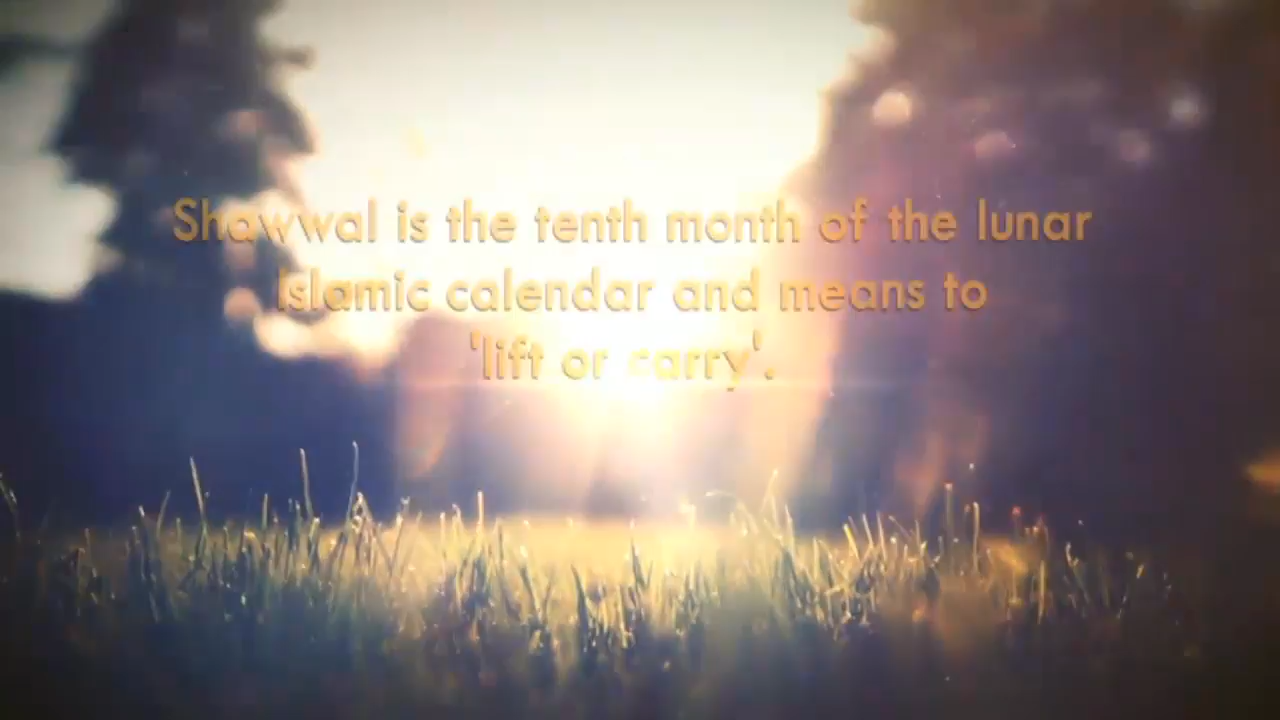 Shawwal is the tenth month of the lunar
Islamic calendar and means to
'lift or carry'.